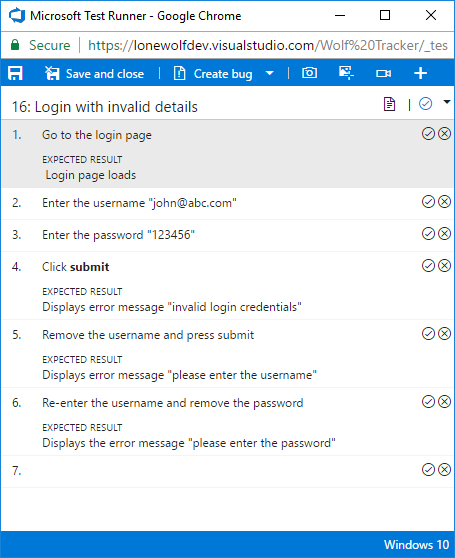 Microsoft Test Runner - Google Chrome
Secure | https://lonewolfdev.visualstudio.com/Wolf%20Tracker/_tes
Save and close | Create bug
16: Login with invalid details
1. Go to the login page
EXPECTED RESULT
Login page loads
2. Enter the username "john@abc.com"
3. Enter the password "123456"
4. Click submit
EXPECTED RESULT
Displays error message "invalid login credentials"
5. Remove the username and press submit
EXPECTED RESULT
Displays error message "please enter the username"
6. Re-enter the username and remove the password
EXPECTED RESULT
Displays the error message "please enter the password"
7.
Windows 10